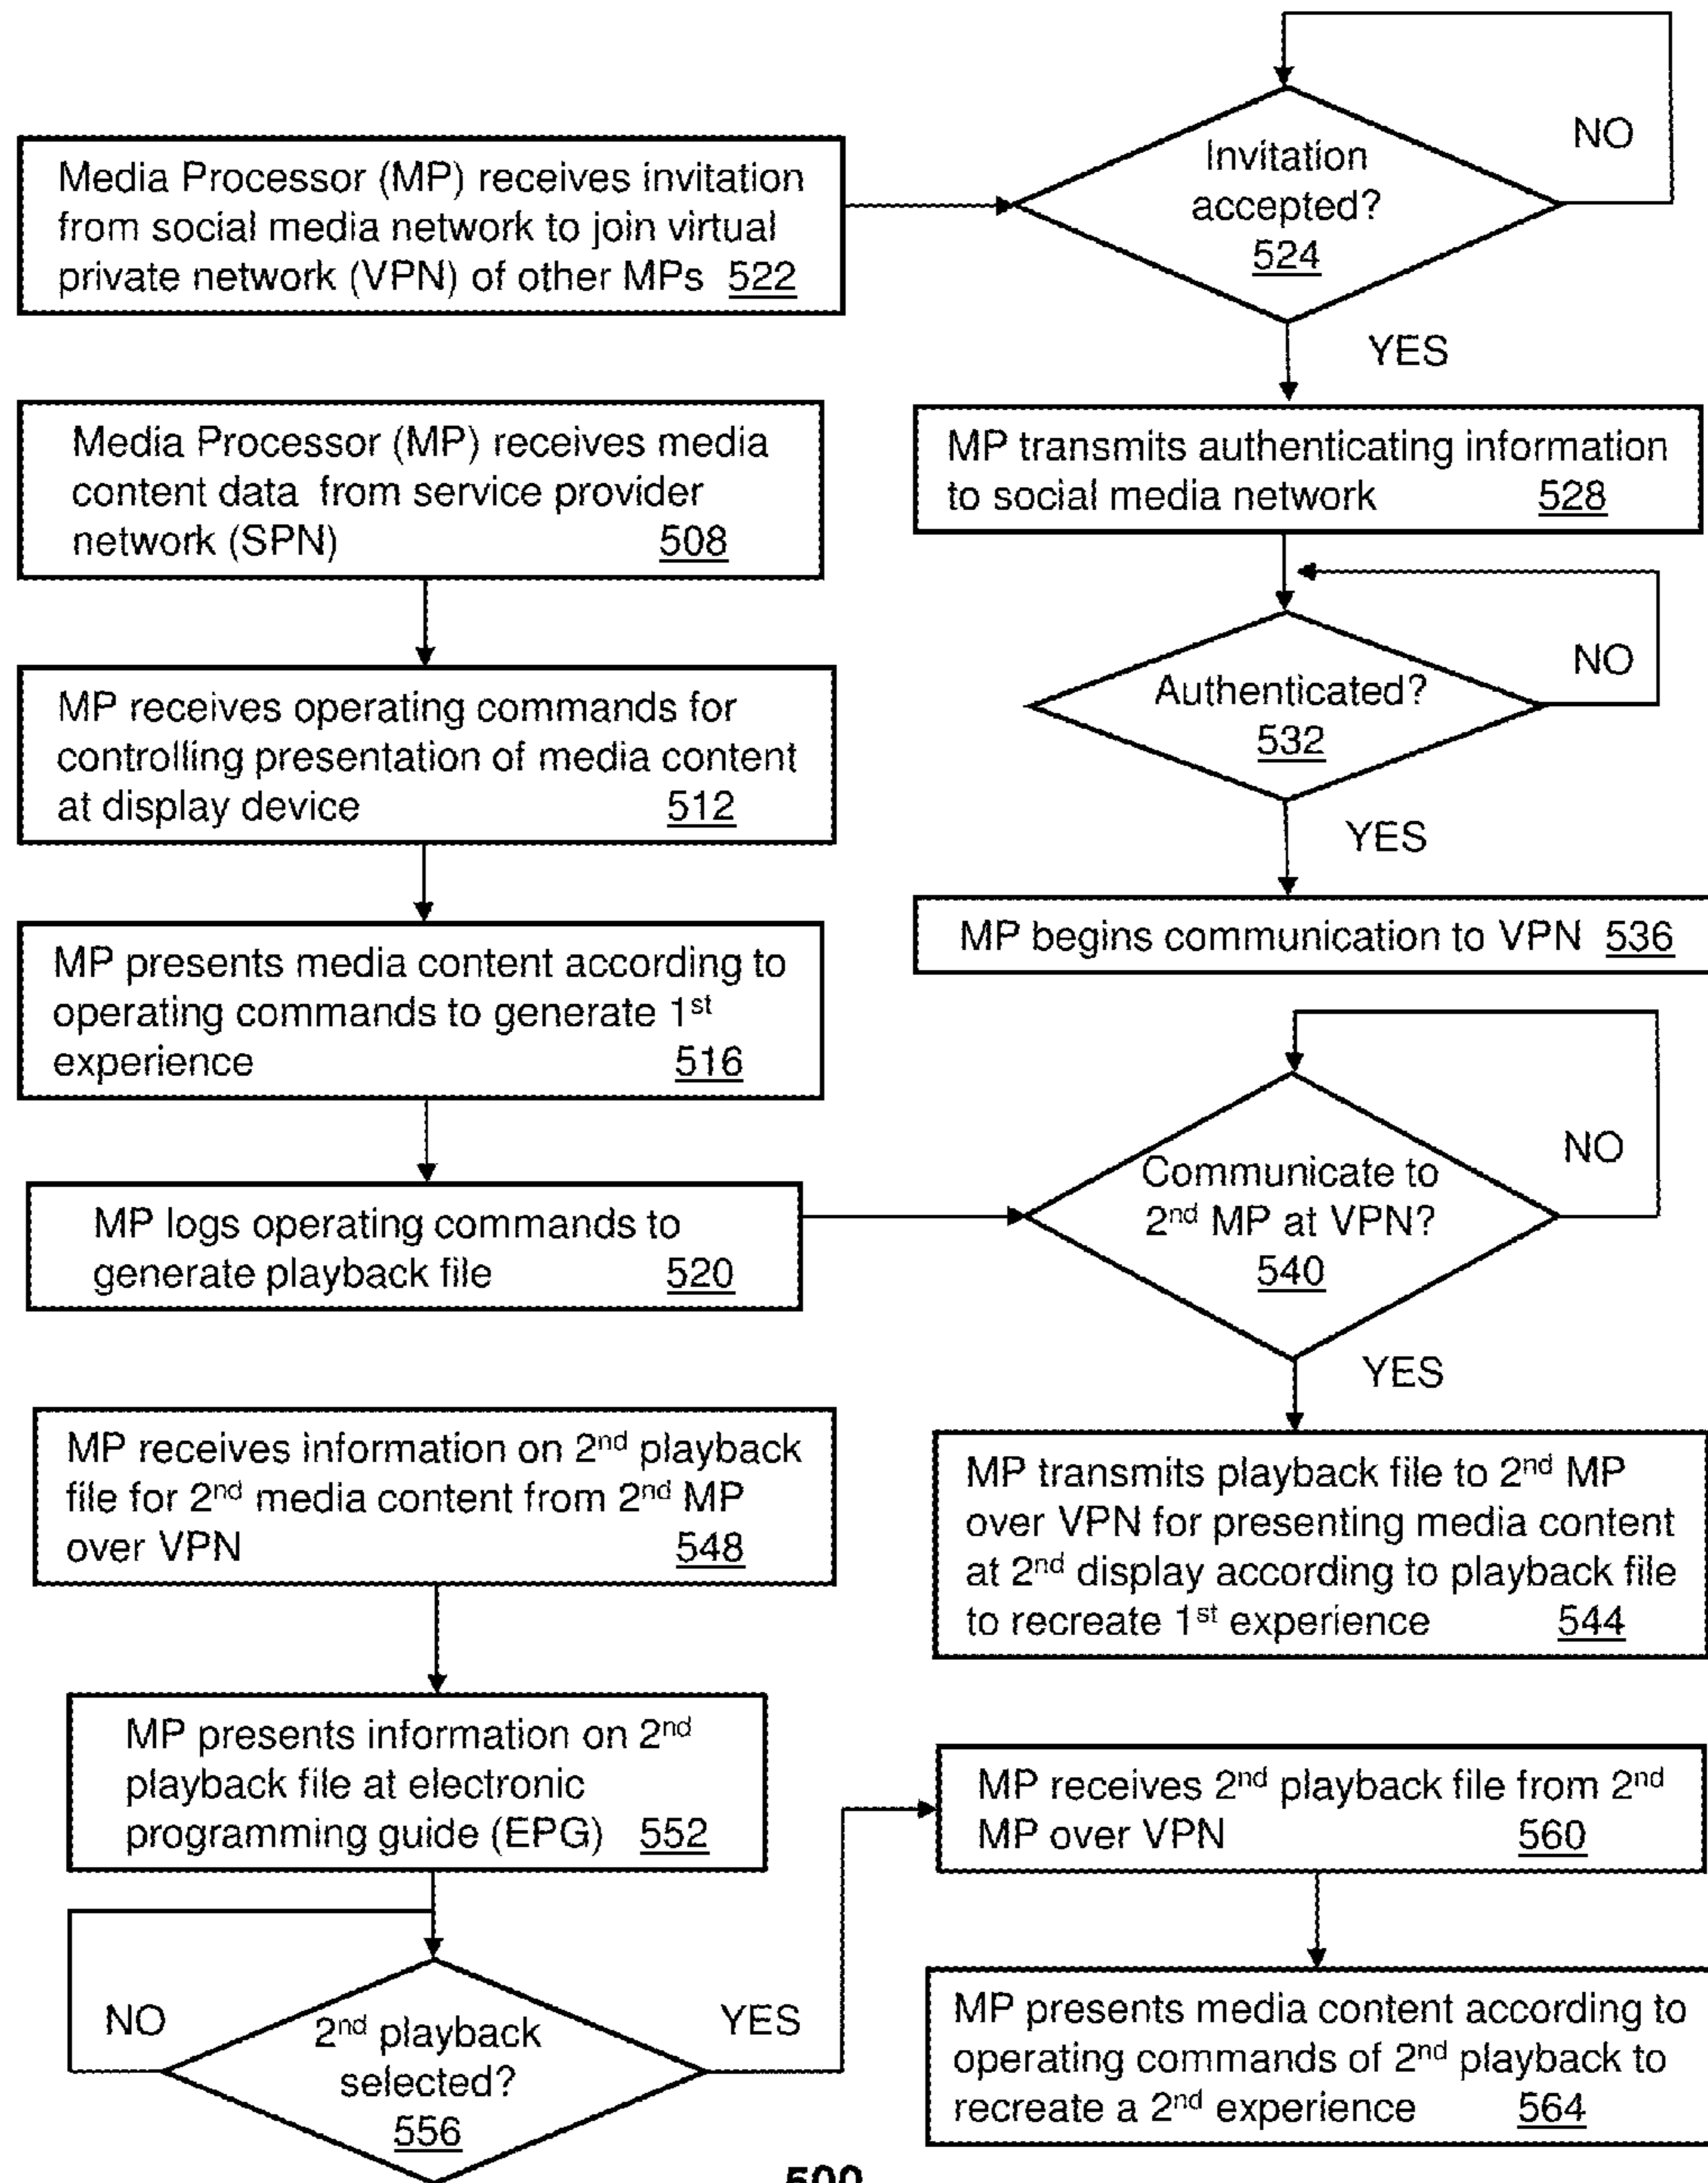 Media Processor (MP) receives invitation
from social media network to join virtual
private network (VPN) of other MPs 522
Invitation
accepted?
524
NO
YES
Media Processor (MP) receives media
content data from service provider
network (SPN) 508
MP transmits authenticating information
to social media network 528
MP receives operating commands for
controlling presentation of media content
at display device 512
Authenticated?
532
NO
YES
MP begins communication to VPN 536
MP presents media content according to
operating commands to generate 1st
experience 516
MP logs operating commands to
generate playback file 520
Communicate to
2nd MP at VPN?
540
NO
YES
MP receives information on 2nd playback
file for 2nd media content from 2nd MP
over VPN 548
MP transmits playback file to 2nd MP
over VPN for presenting media content
at 2nd display according to playback file
to recreate 1st experience 544
MP presents information on 2nd
playback file at electronic
programming guide (EPG) 552
2nd playback
selected?
556
NO
YES
MP receives 2nd playback file from 2nd
MP over VPN 560
MP presents media content according to
operating commands of 2nd playback to
recreate a 2nd experience 564
500